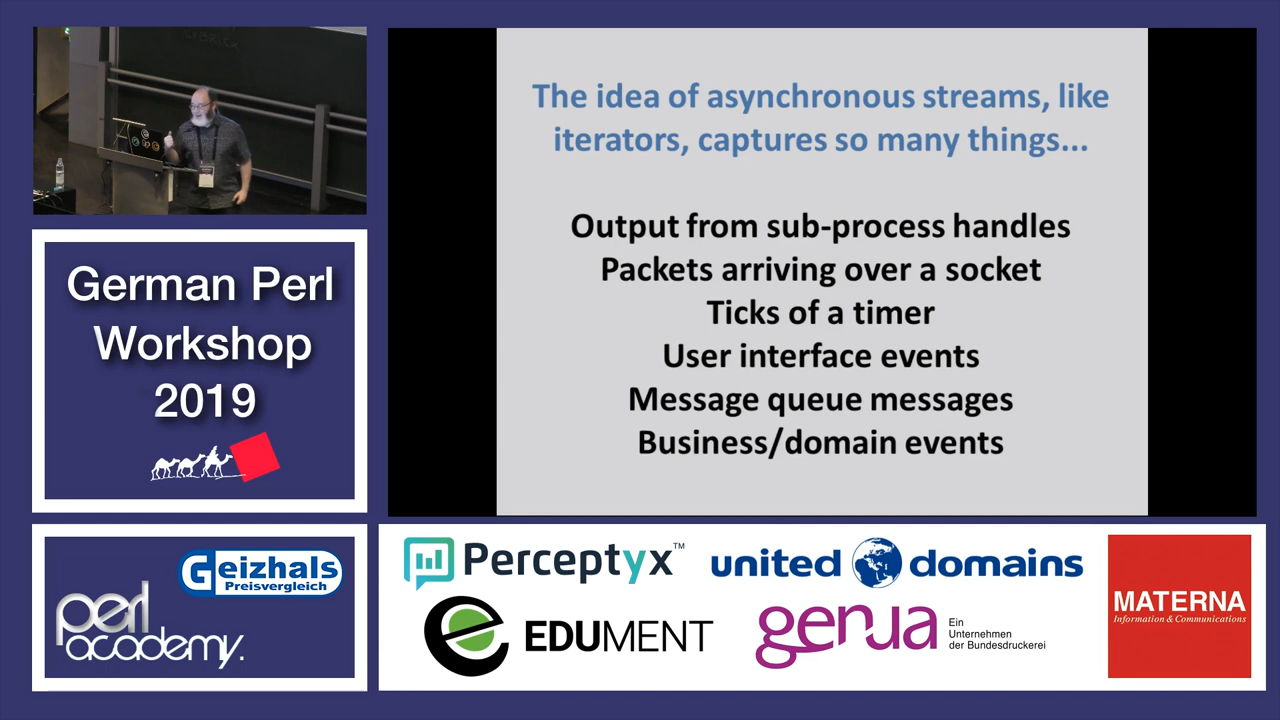 The idea of asynchronous streams, like
iterators, captures so many things...
Output from sub-process handles
Packets arriving over a socket
Ticks of a timer
User interface events
Message queue messages
Business/domain events
German Perl
Workshop
2019
Geizhals
Preisvergleich
perl
academy.
Perceptyx™
united domains
EDUMENT
genua
Ein
Unternehmen
der Bundesdruckerei
MATERNA
Information & Communications